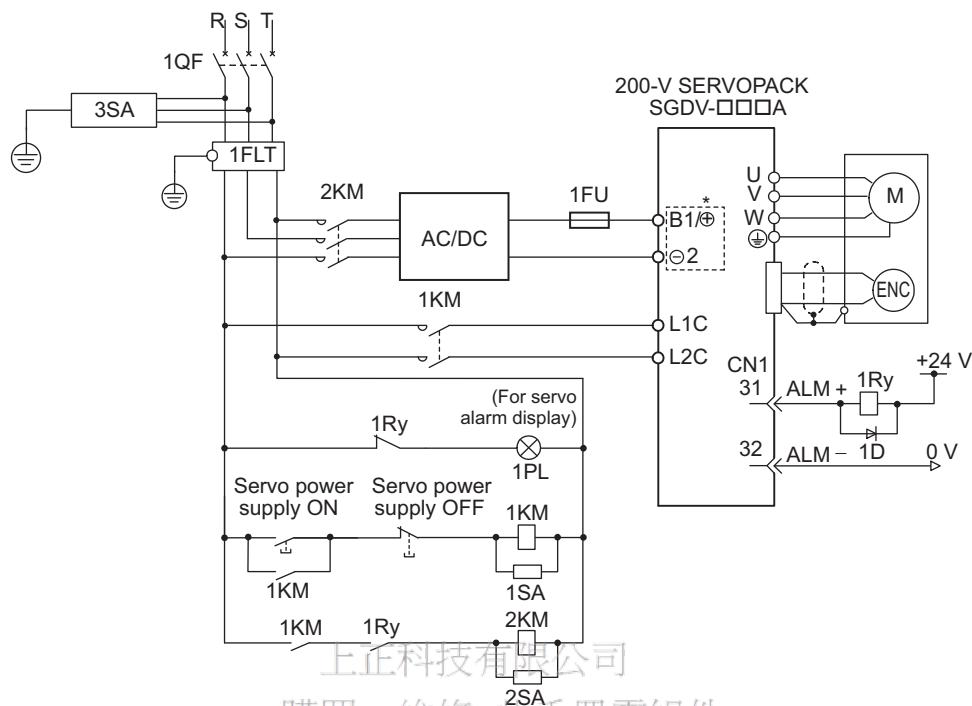 R S T
1QF
3SA
1FLT
200-V SERVOPACK
SGDV-□□□A
2KM
AC/DC
1FU
B1/⊕
*
⊖2
U
V
W
M
ENC
1KM
L1C
L2C
CN1
31
ALM +
1Ry
+24 V
1D
32
ALM −
0 V
(For servo
alarm display)
1Ry
1PL
Servo power
supply ON
Servo power
supply OFF
1KM
1KM
1SA
1KM
1Ry
2KM
2SA
上正科技有限公司